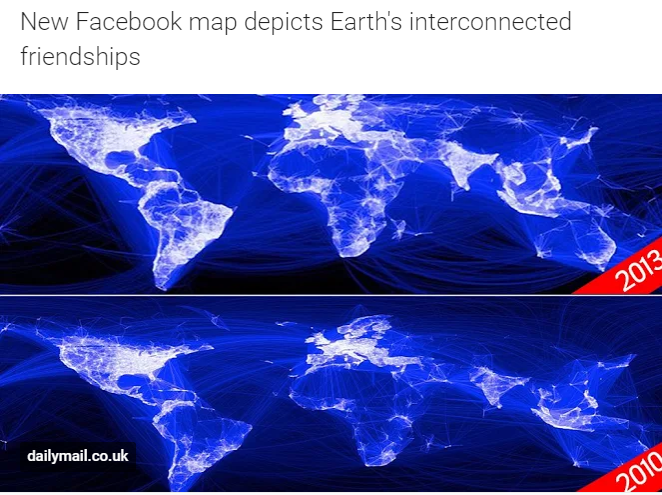 New Facebook map depicts Earth's interconnected
friendships
2013
dailymail.co.uk
2010